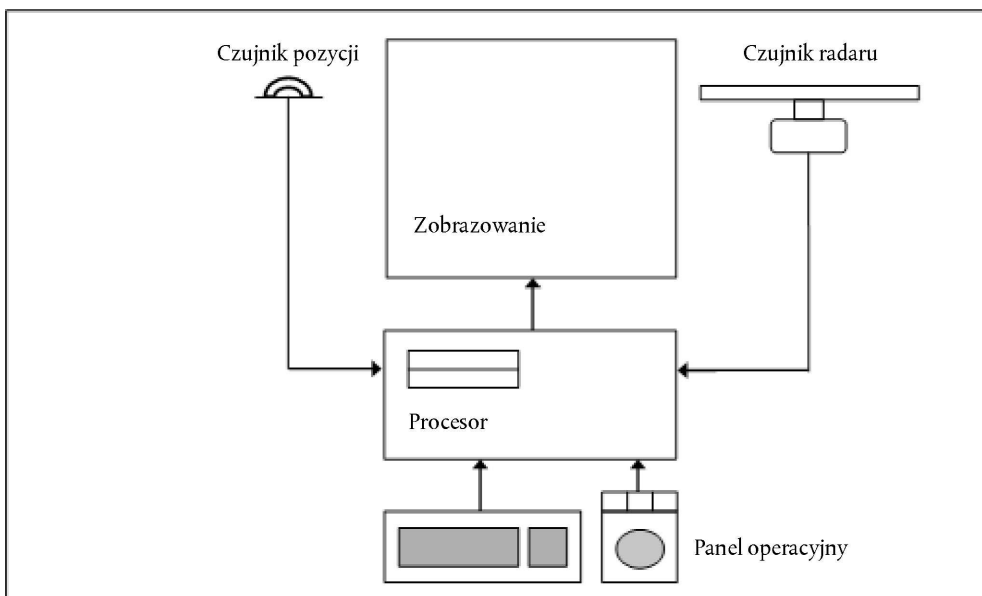 Czujnik pozycji
Czujnik radaru
Zobrazowanie
Procesor
Panel operacyjny